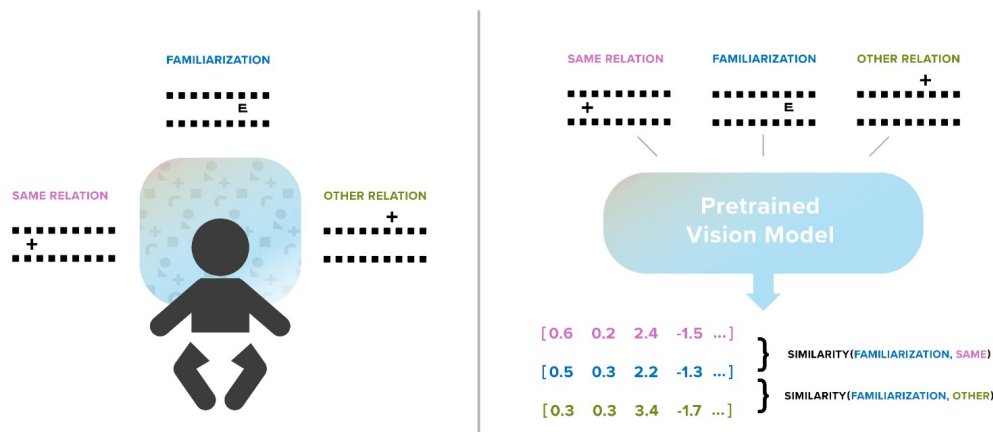 FAMILIARIZATION
E
SAME RELATION
+
OTHER RELATION
+
SAME RELATION
FAMILIARIZATION
OTHER RELATION
+
+
E
Pretrained
Vision Model
[0.6 0.2 2.4 -1.5 ...]
SIMILARITY(FAMILIARIZATION, SAME)
[0.5 0.3 2.2 -1.3 ...]
SIMILARITY(FAMILIARIZATION, OTHER)
[0.3 0.3 3.4 -1.7 ...]